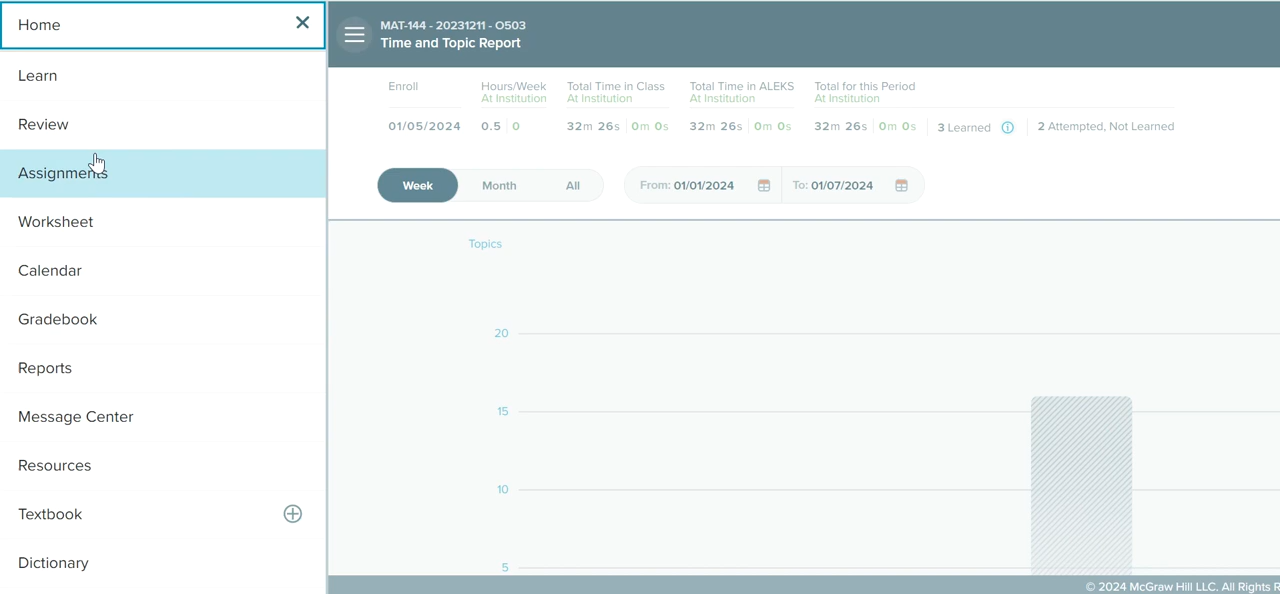 Home
Learn
Review
Assignments
Worksheet
Calendar
Gradebook
Reports
Message Center
Resources
Textbook
Dictionary
MAT-144 - 20231211 - O503
Time and Topic Report
Enroll Hours/Week Total Time in Class Total Time in ALEKS Total for this Period
At Institution At Institution At Institution At Institution
01/05/2024 0.5 0 32m 26s 0m 0s 32m 26s 0m 0s 32m 26s 0m 0s 3 Learned 2 Attempted, Not Learned
Week Month All From: 01/01/2024 To: 01/07/2024
Topics
20
15
10
5
© 2024 McGraw Hill LLC. All Rights R